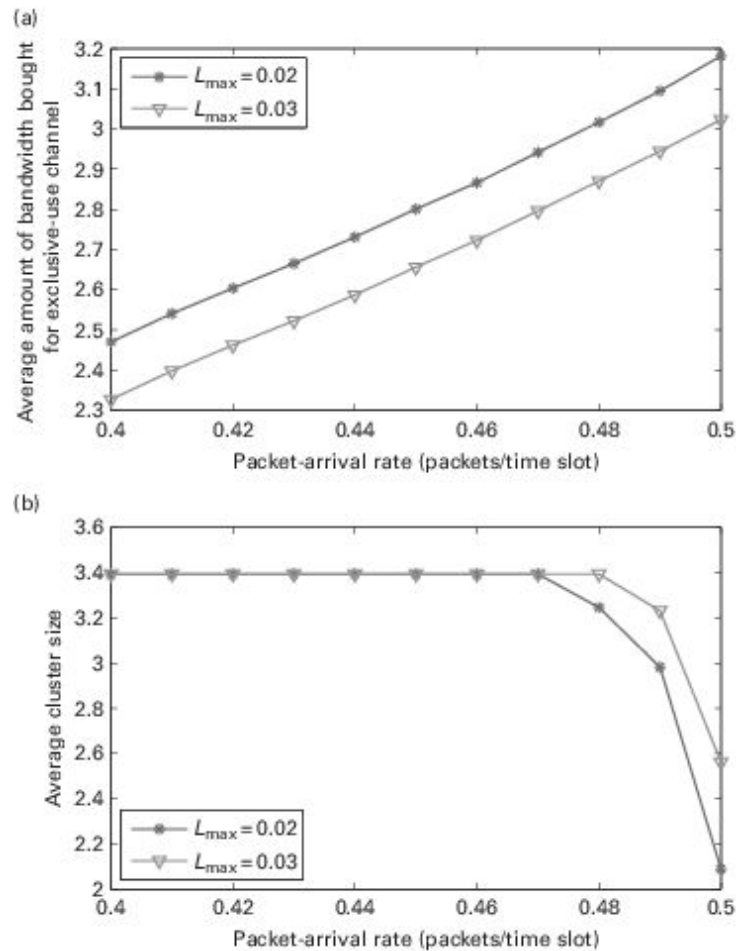 (a)
Average amount of bandwidth bought
for exclusive-use channel
3.2
3.1
3
2.9
2.8
2.7
2.6
2.5
2.4
2.3
L max = 0.02
L max = 0.03
0.4 0.42 0.44 0.46 0.48 0.5
Packet-arrival rate (packets/time slot)
(b)
Average cluster size
3.6
3.4
3.2
3
2.8
2.6
2.4
2.2
2
L max = 0.02
L max = 0.03
0.4 0.42 0.44 0.46 0.48 0.5
Packet-arrival rate (packets/time slot)